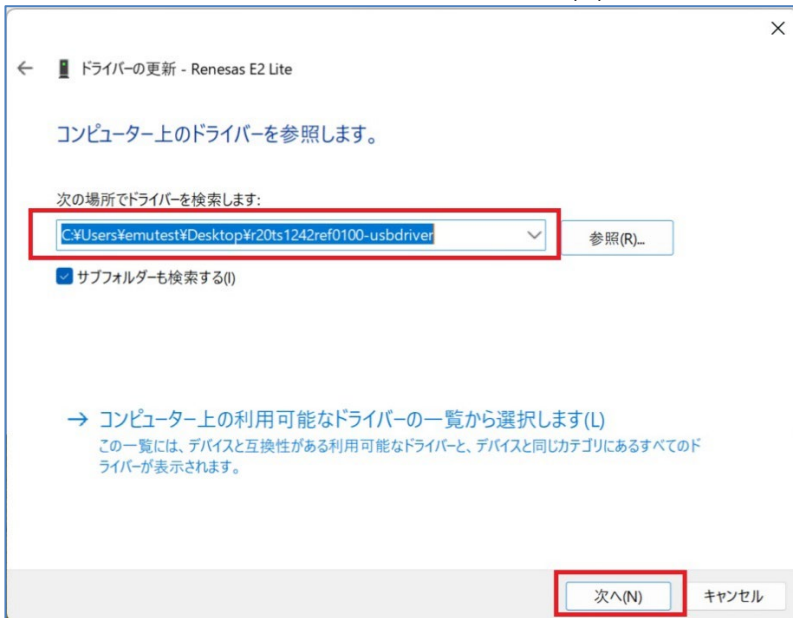 ドライバーの更新 - Renesas E2 Lite
コンピューター上のドライバーを参照します。
次の場所でドライバーを検索します:
C:¥Users¥emutest¥Desktop¥r20ts1242ref0100-usbdriver
参照(R)...
サブフォルダーも検索する(I)
→ コンピューター上の利用可能なドライバーの一覧から選択します(L)
この一覧には、デバイスと互換性がある利用可能なドライバーと、デバイスと同じカテゴリにあるすべてのド
ライバーが表示されます。
次へ(N)
キャンセル